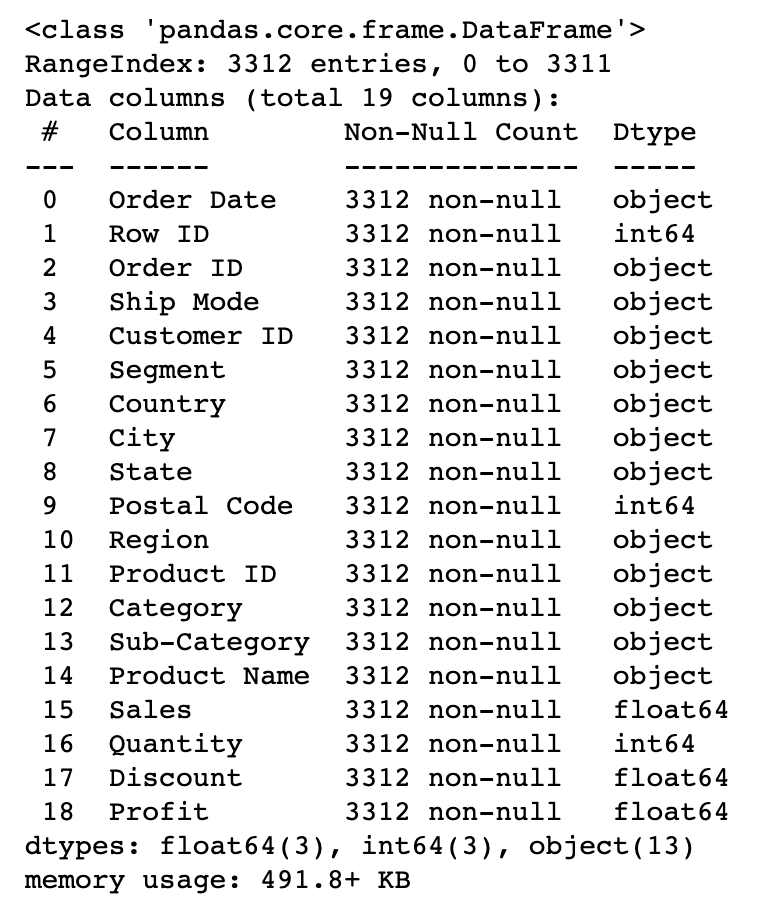 <class 'pandas.core.frame.DataFrame'>
RangeIndex: 3312 entries, 0 to 3311
Data columns (total 19 columns):
 #   Column         Non-Null Count  Dtype
---  ------         --------------  -----
 0   Order Date     3312 non-null   object
 1   Row ID         3312 non-null   int64
 2   Order ID       3312 non-null   object
 3   Ship Mode      3312 non-null   object
 4   Customer ID    3312 non-null   object
 5   Segment        3312 non-null   object
 6   Country        3312 non-null   object
 7   City           3312 non-null   object
 8   State          3312 non-null   object
 9   Postal Code    3312 non-null   int64
 10  Region         3312 non-null   object
 11  Product ID     3312 non-null   object
 12  Category       3312 non-null   object
 13  Sub-Category   3312 non-null   object
 14  Product Name   3312 non-null   object
 15  Sales          3312 non-null   float64
 16  Quantity       3312 non-null   int64
 17  Discount       3312 non-null   float64
 18  Profit         3312 non-null   float64
dtypes: float64(3), int64(3), object(13)
memory usage: 491.8+ KB